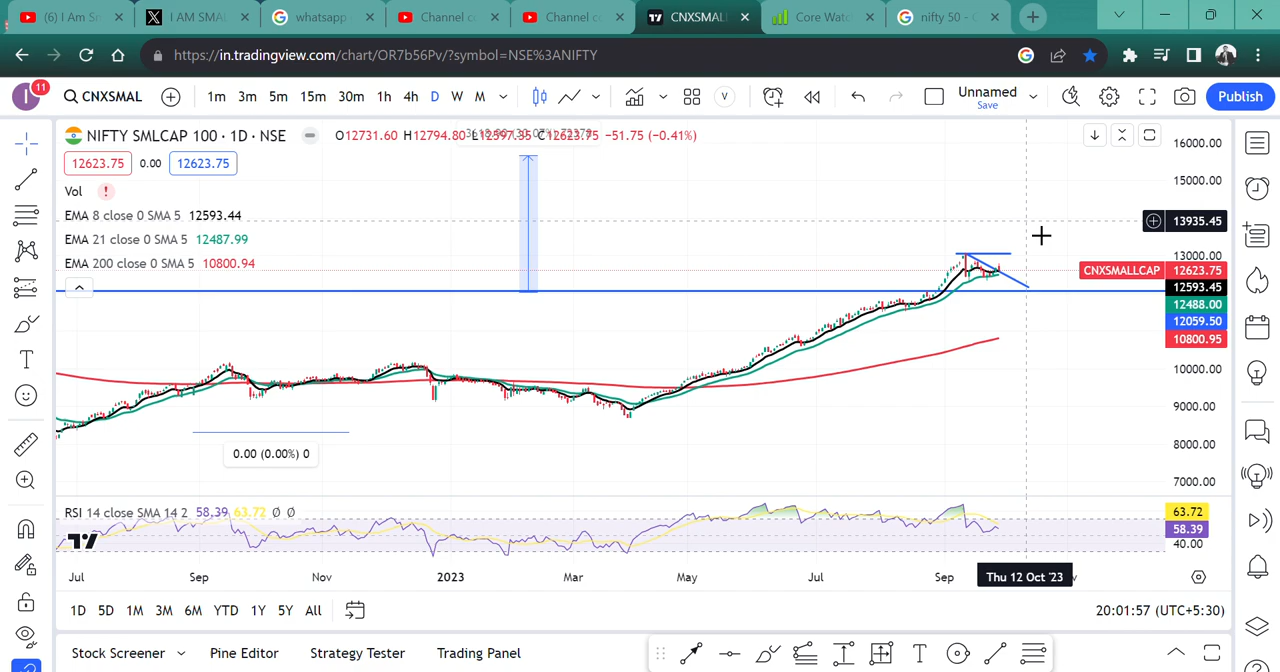 (6) I Am Sm
I AM SMA
whatsapp
Channel c
Channel c
CNXSMAL
Core Watc
nifty 50 - G
https://in.tradingview.com/chart/OR7b56Pv/?symbol=NSE%3ANIFTY
I 11
CNXSMAL
1m 3m 5m 15m 30m 1h 4h D W M
V
Unnamed
Save
Publish
NIFTY SMLCAP 100 · 1D · NSE
O12731.60 H12794.80 L12597.35 C12623.75 −51.75 (−0.41%)
12623.75 0.00 12623.75
Vol !
EMA 8 close 0 SMA 5 12593.44
EMA 21 close 0 SMA 5 12487.99
EMA 200 close 0 SMA 5 10800.94
16000.00
15000.00
13935.45
13000.00
CNXSMALLCAP 12623.75
12593.45
12488.00
12059.50
10800.95
10000.00
9000.00
8000.00
7000.00
0.00 (0.00%) 0
RSI 14 close SMA 14 2 58.39 63.72 Ø Ø
63.72
58.39
40.00
Jul Sep Nov 2023 Mar May Jul Sep Thu 12 Oct '23
1D 5D 1M 3M 6M YTD 1Y 5Y All
20:01:57 (UTC+5:30)
Stock Screener Pine Editor Strategy Tester Trading Panel